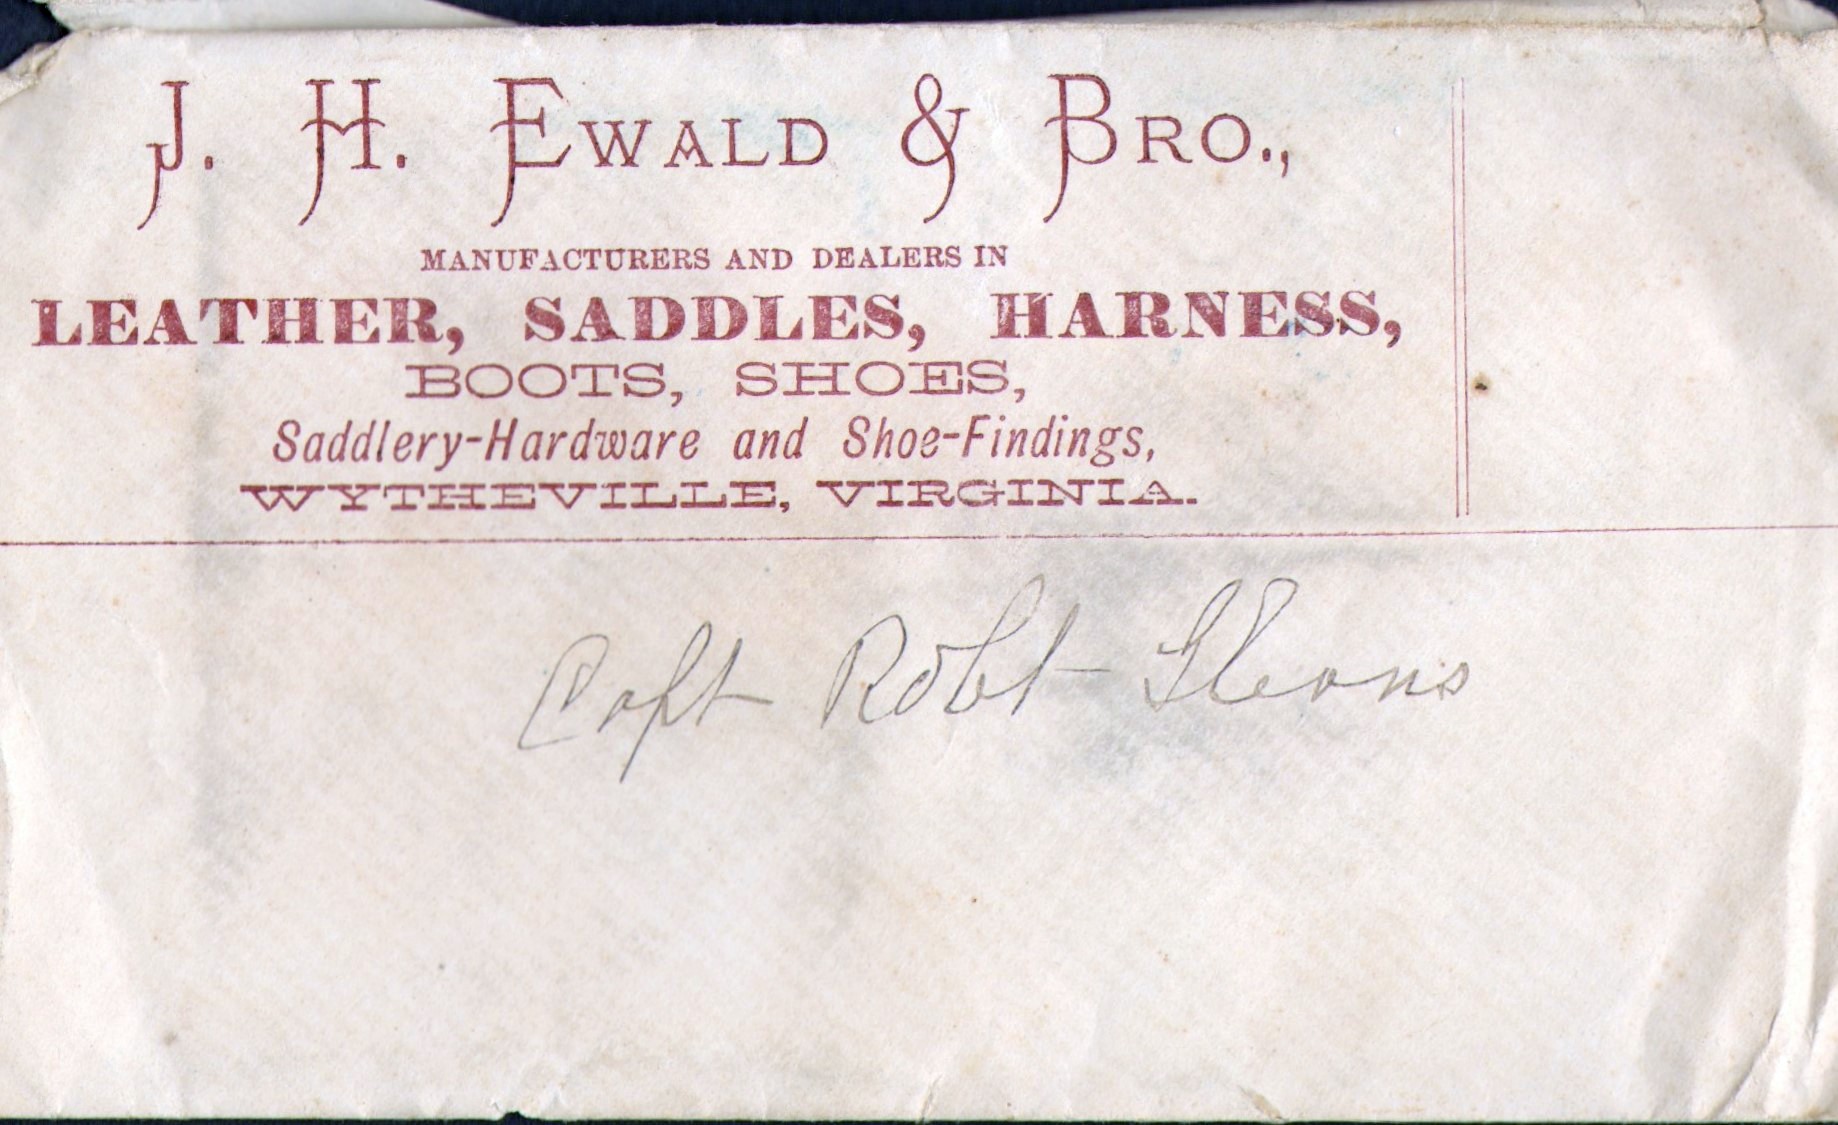 J. H. EWALD & BRO.,
MANUFACTURERS AND DEALERS IN
LEATHER, SADDLES, HARNESS,
BOOTS, SHOES,
Saddlery-Hardware and Shoe-Findings,
WYTHEVILLE, VIRGINIA.
Capt Robt